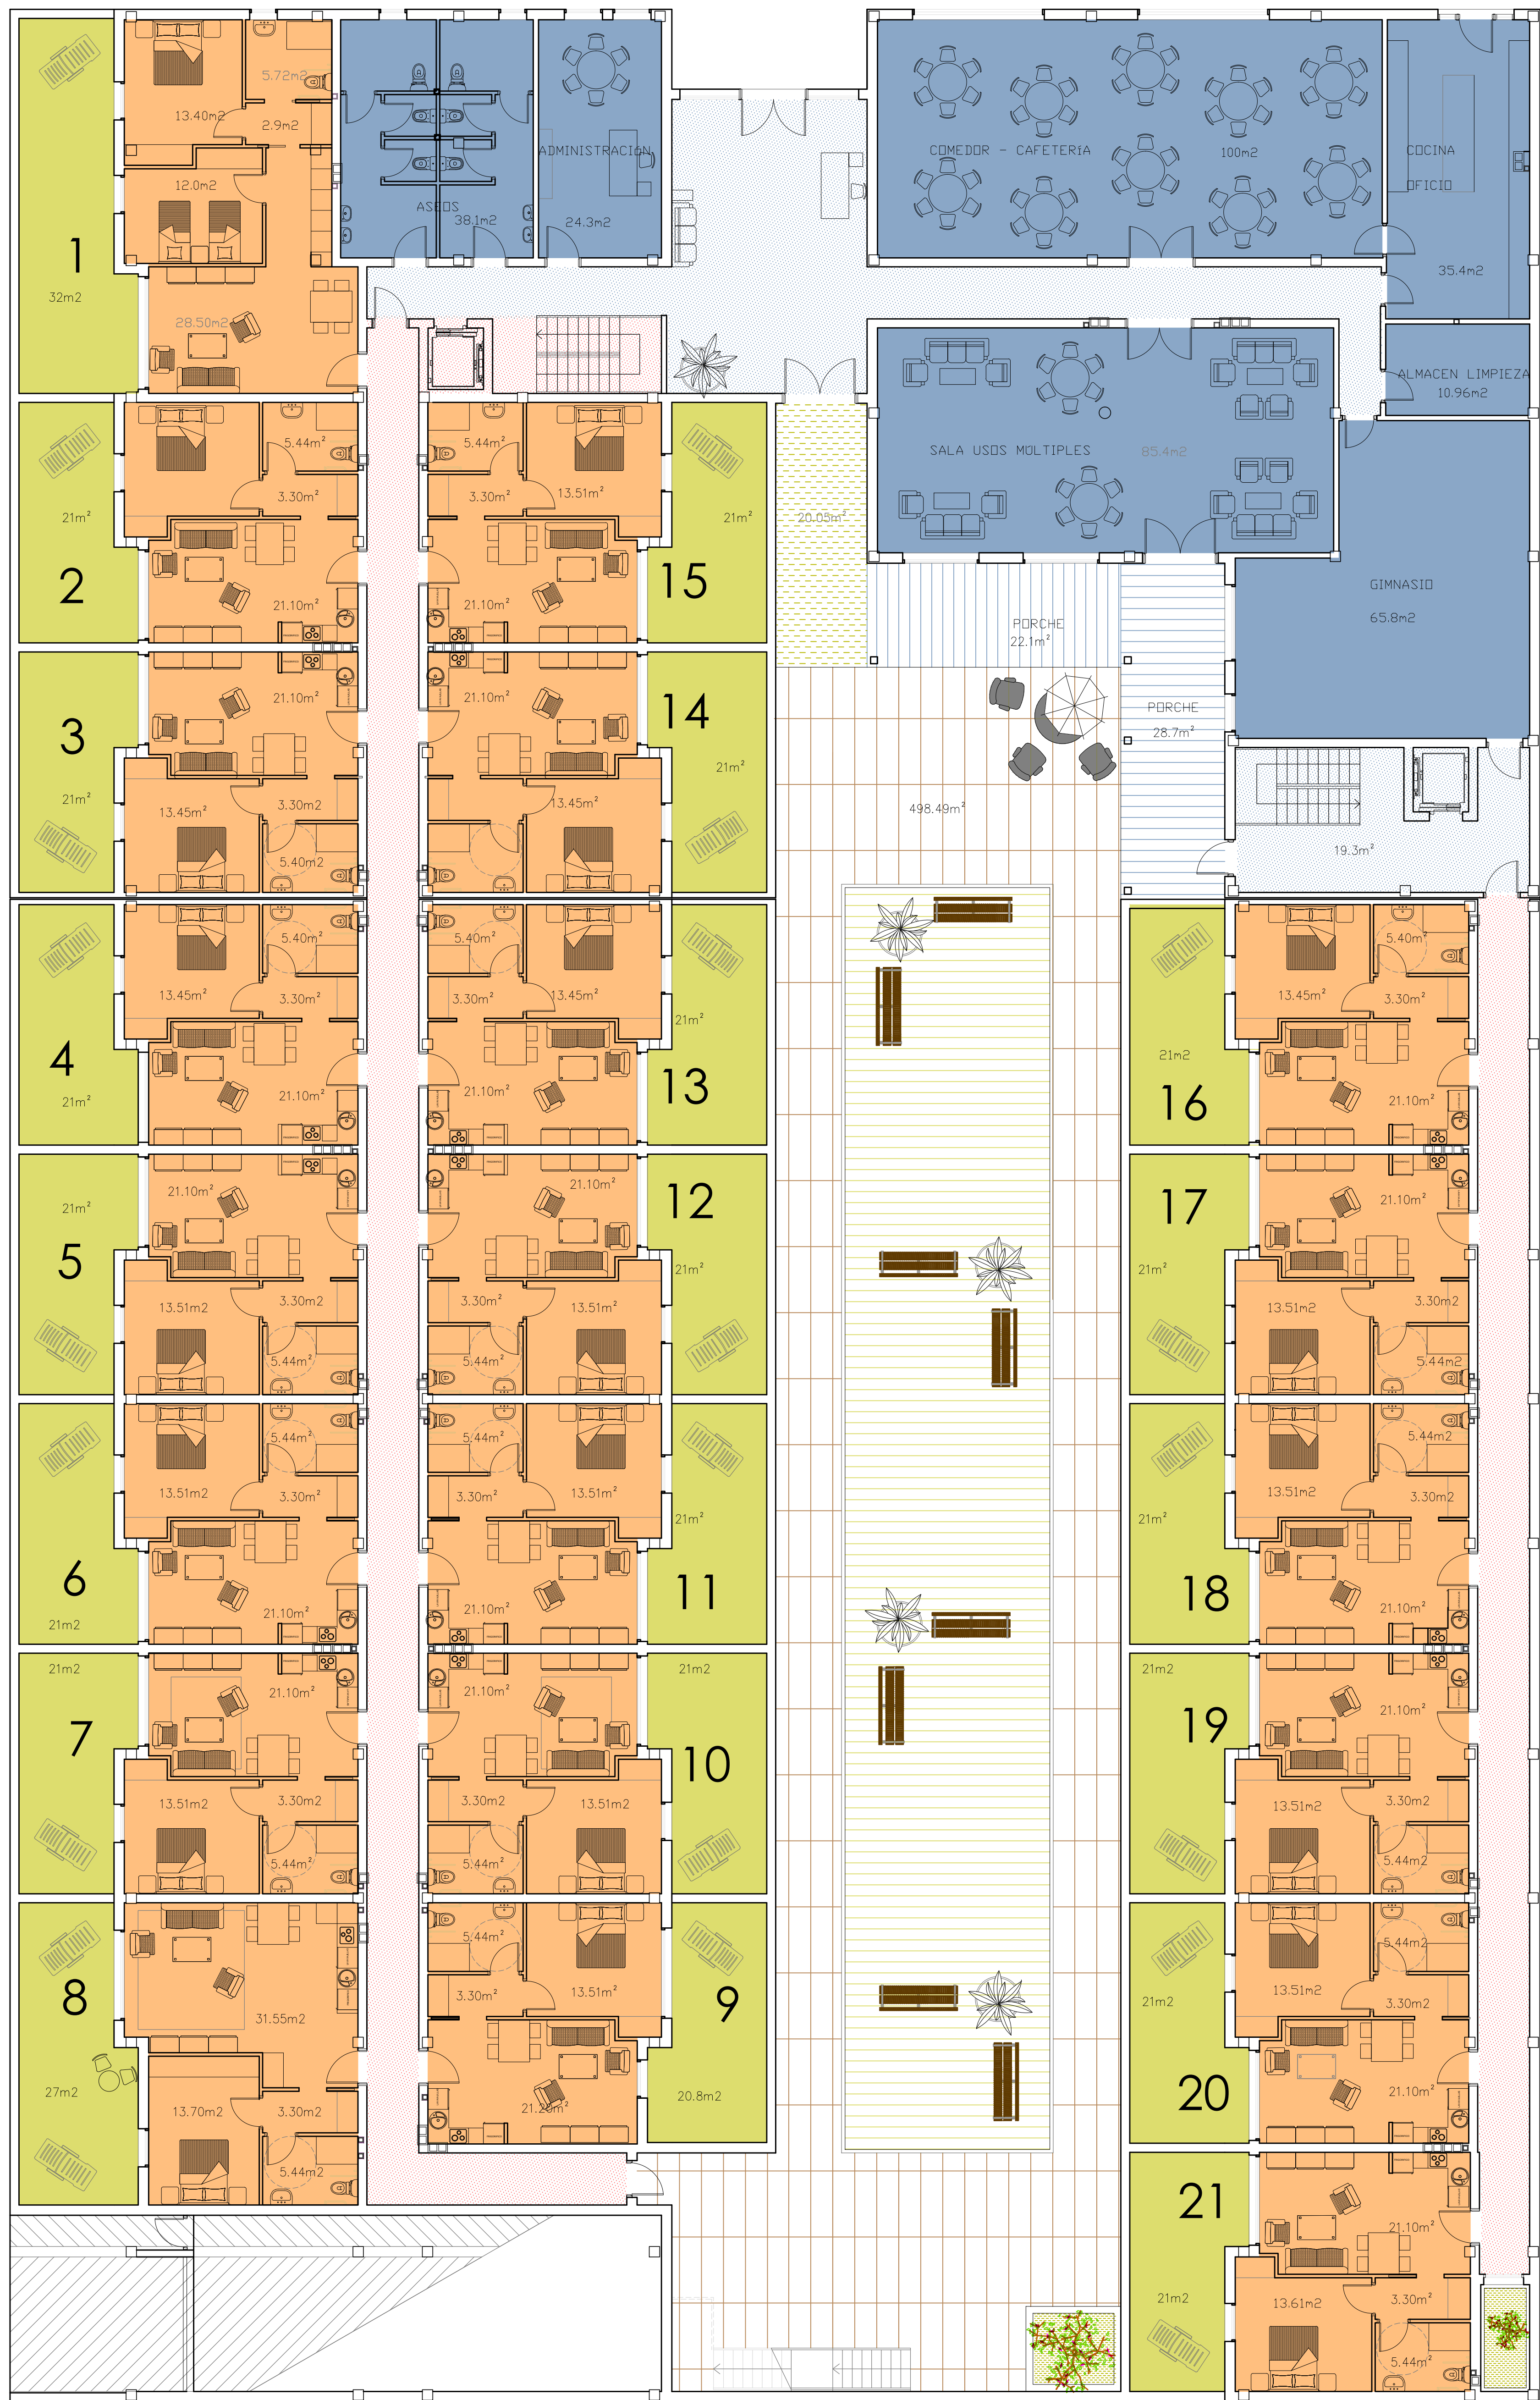 5.72m2
13.40m2
2.9m2
12.0m2
1
32m2
28.50m2
ASEOS
38.1m2
ADMINISTRACIÓN
24.3m2
COMEDOR - CAFETERÍA
100m2
COCINA
OFICIO
35.4m2
ALMACEN LIMPIEZA
10.96m2
SALA USOS MÚLTIPLES
85.4m2
GIMNASIO
65.8m2
20.05m²
PORCHE
22.1m²
PORCHE
28.7m²
498.49m²
19.3m²
5.44m²
3.30m²
21m²
2
21.10m²
5.44m²
3.30m²
13.51m²
21m²
15
21.10m²
21.10m²
3
21m²
13.45m²
3.30m2
5.40m2
21.10m²
14
21m²
13.45m²
5.40m²
13.45m²
3.30m²
4
21m²
21.10m²
5.40m²
3.30m²
13.45m²
21m²
13
21.10m²
5.40m²
13.45m²
3.30m²
21m2
16
21.10m²
21.10m²
21m²
5
13.51m2
3.30m2
5.44m²
21.10m²
12
21m²
3.30m²
13.51m²
5.44m²
21.10m²
17
21m²
13.51m2
3.30m2
5.44m2
5.44m²
13.51m2
3.30m²
6
21m2
21.10m²
5.44m²
3.30m²
13.51m²
21m²
11
21.10m²
5.44m2
13.51m2
3.30m2
21m²
18
21.10m²
21m2
21.10m²
7
13.51m2
3.30m2
5.44m²
21.10m²
21m2
10
3.30m2
13.51m2
5.44m²
21m2
21.10m²
19
13.51m2
3.30m2
5.44m2
8
31.55m2
27m2
13.70m2
3.30m2
5.44m2
5.44m²
3.30m²
13.51m²
9
20.8m2
5.44m2
13.51m2
3.30m2
21m2
20
21.10m²
21
21.10m²
21m2
13.61m2
3.30m²
5.44m²